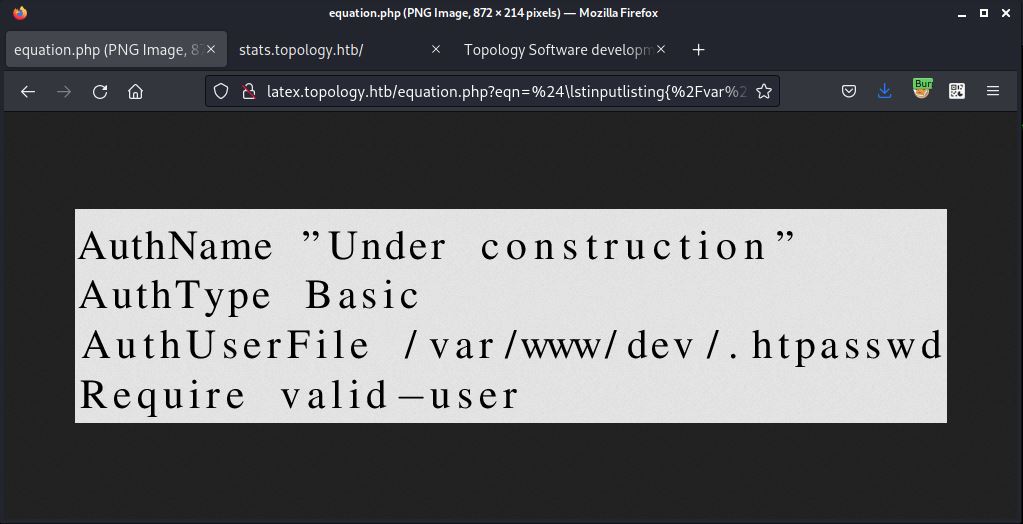 equation.php (PNG Image, 872 × 214 pixels) — Mozilla Firefox
equation.php (PNG Image, 87
stats.topology.htb/
Topology Software developm
latex.topology.htb/equation.php?eqn=%24\lstinputlisting{%2Fvar%2
Bur
AuthName ”Under construction”
AuthType Basic
AuthUserFile /var/www/dev/.htpasswd
Require valid−user